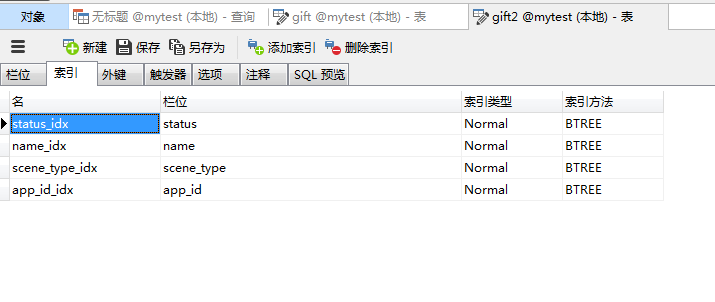 对象 无标题 @mytest (本地) - 查询 gift @mytest (本地) - 表 gift2 @mytest (本地) - 表
新建 保存 另存为 添加索引 删除索引
栏位 索引 外键 触发器 选项 注释 SQL 预览
名 栏位 索引类型 索引方法
status_idx status Normal BTREE
name_idx name Normal BTREE
scene_type_idx scene_type Normal BTREE
app_id_idx app_id Normal BTREE